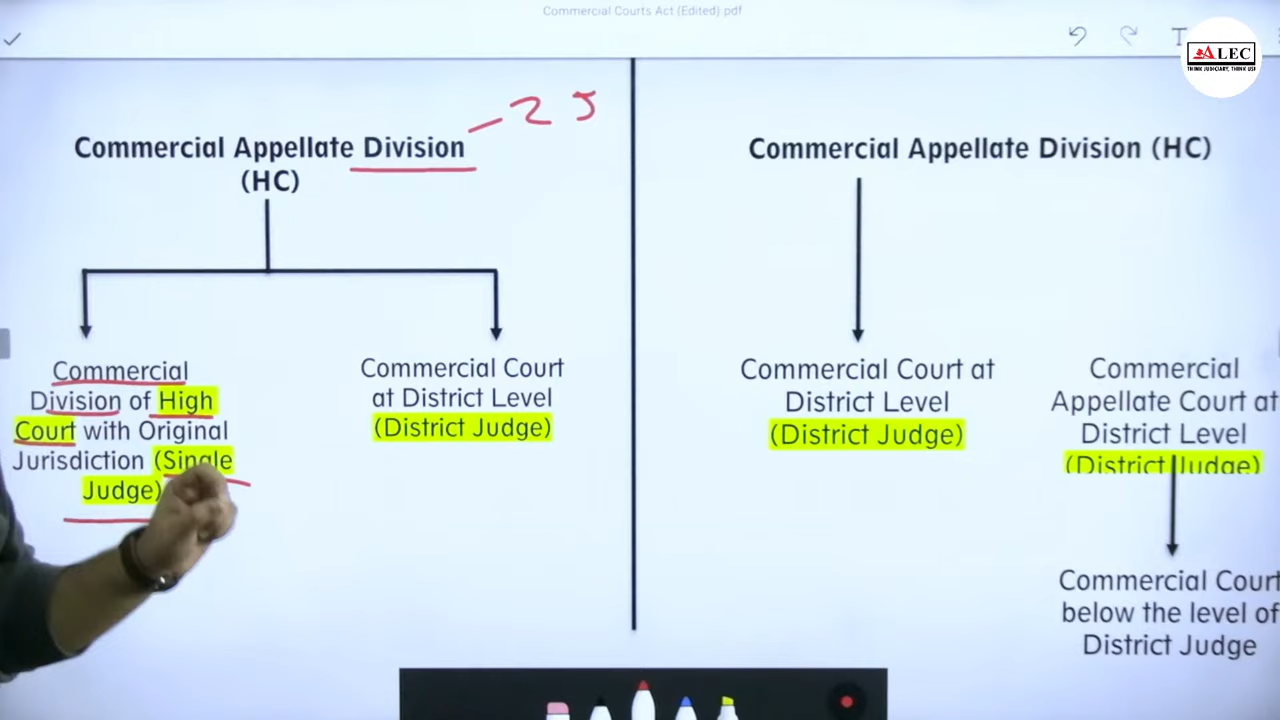 Commercial Courts Act (Edited).pdf
ALEC
THINK JUDICIARY, THINK US!
Commercial Appellate Division
(HC)
2 J
Commercial
Division of High
Court with Original
Jurisdiction (Single
Judge)
Commercial Court
at District Level
(District Judge)
Commercial Appellate Division (HC)
Commercial Court at
District Level
(District Judge)
Commercial
Appellate Court at
District Level
(District Judge)
Commercial Court
below the level of
District Judge